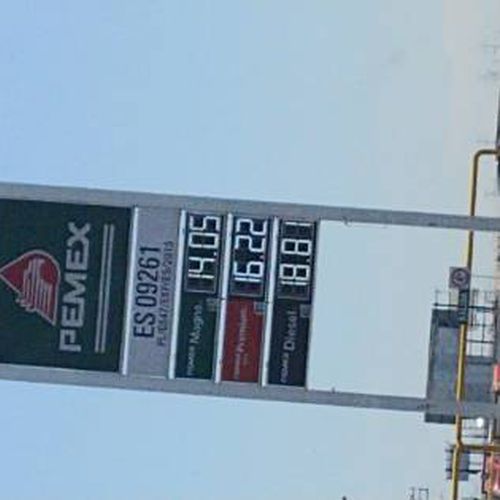 PEMEX
ES 09261
Magna 14.05
Premium 16.22
Diesel 18.81